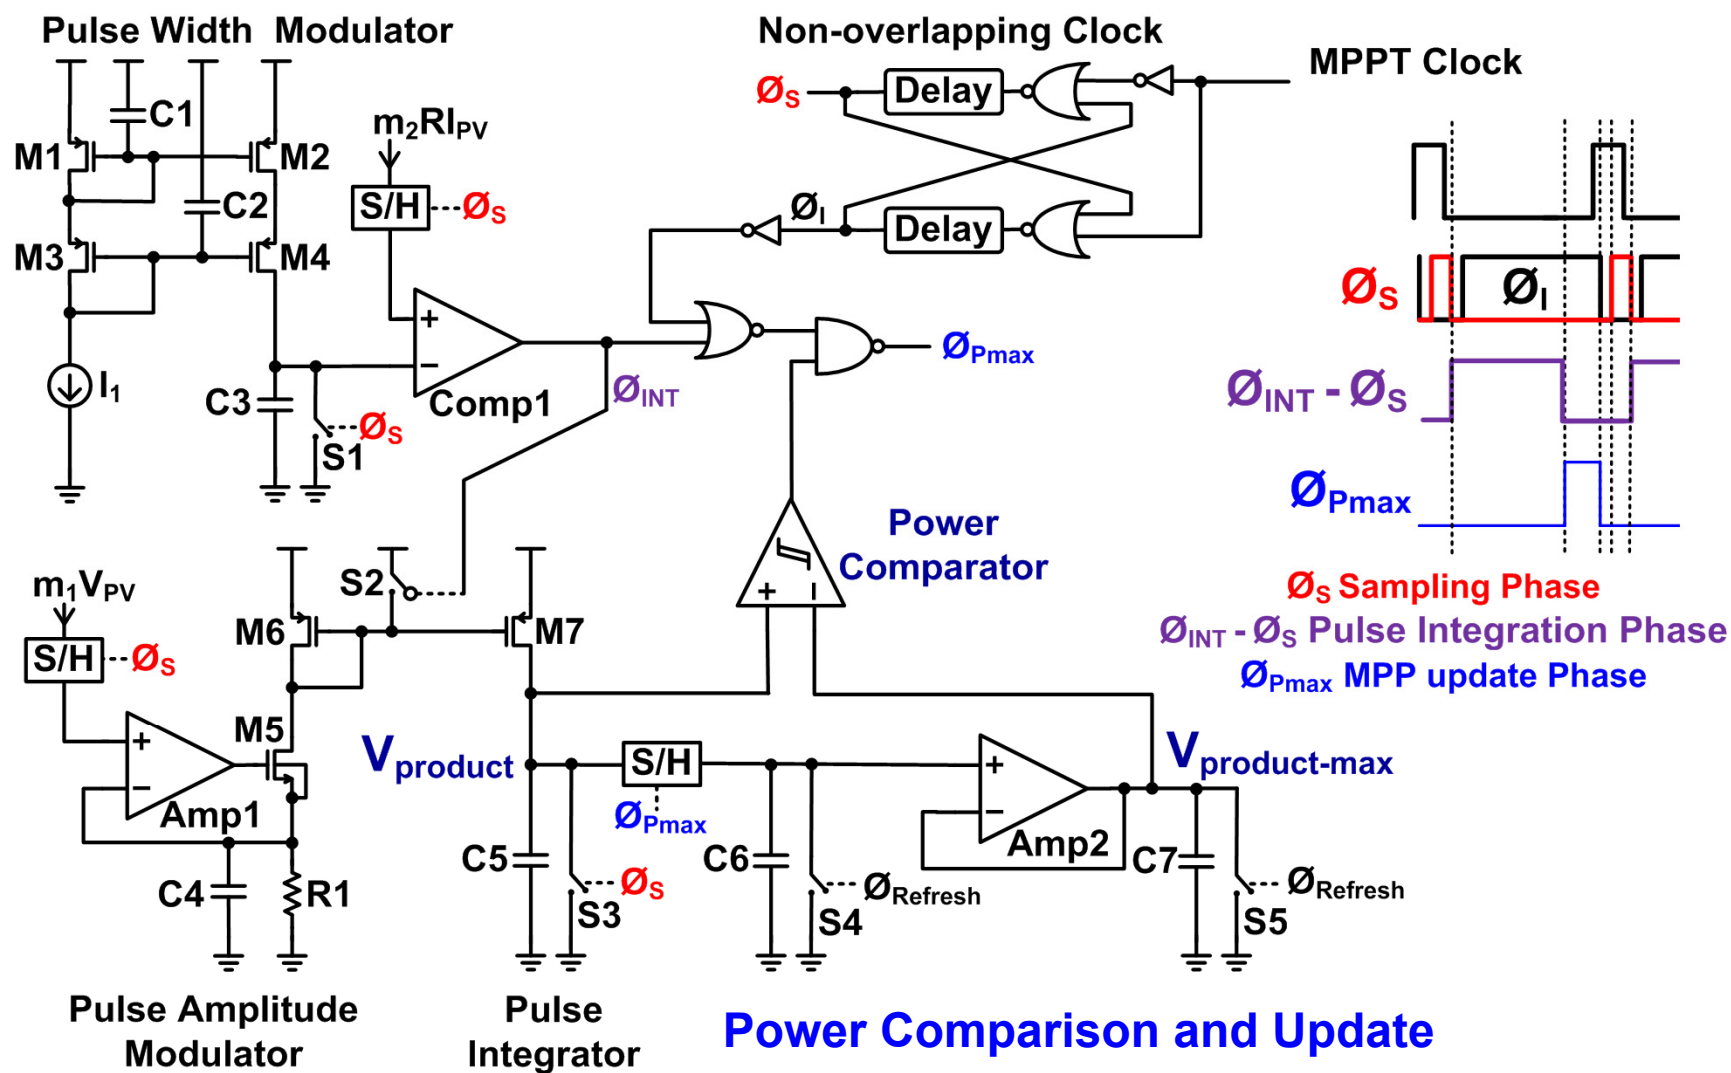 Pulse Width Modulator
Non-overlapping Clock
MPPT Clock
ØS
Delay
C1
M1
M2
m2RIPV
S/H
ØS
C2
ØI
Delay
M3
M4
ØS
ØI
I1
C3
+
−
Comp1
ØINT
ØPmax
ØINT - ØS
S1
ØS
ØPmax
Power
Comparator
+
−
m1VPV
S2
M6
M7
S/H
ØS
ØS Sampling Phase
ØINT - ØS Pulse Integration Phase
ØPmax MPP update Phase
M5
+
−
Amp1
Vproduct
S/H
ØPmax
+
−
Amp2
Vproduct-max
C4
R1
C5
ØS
S3
C6
ØRefresh
S4
C7
ØRefresh
S5
Pulse Amplitude
Modulator
Pulse
Integrator
Power Comparison and Update